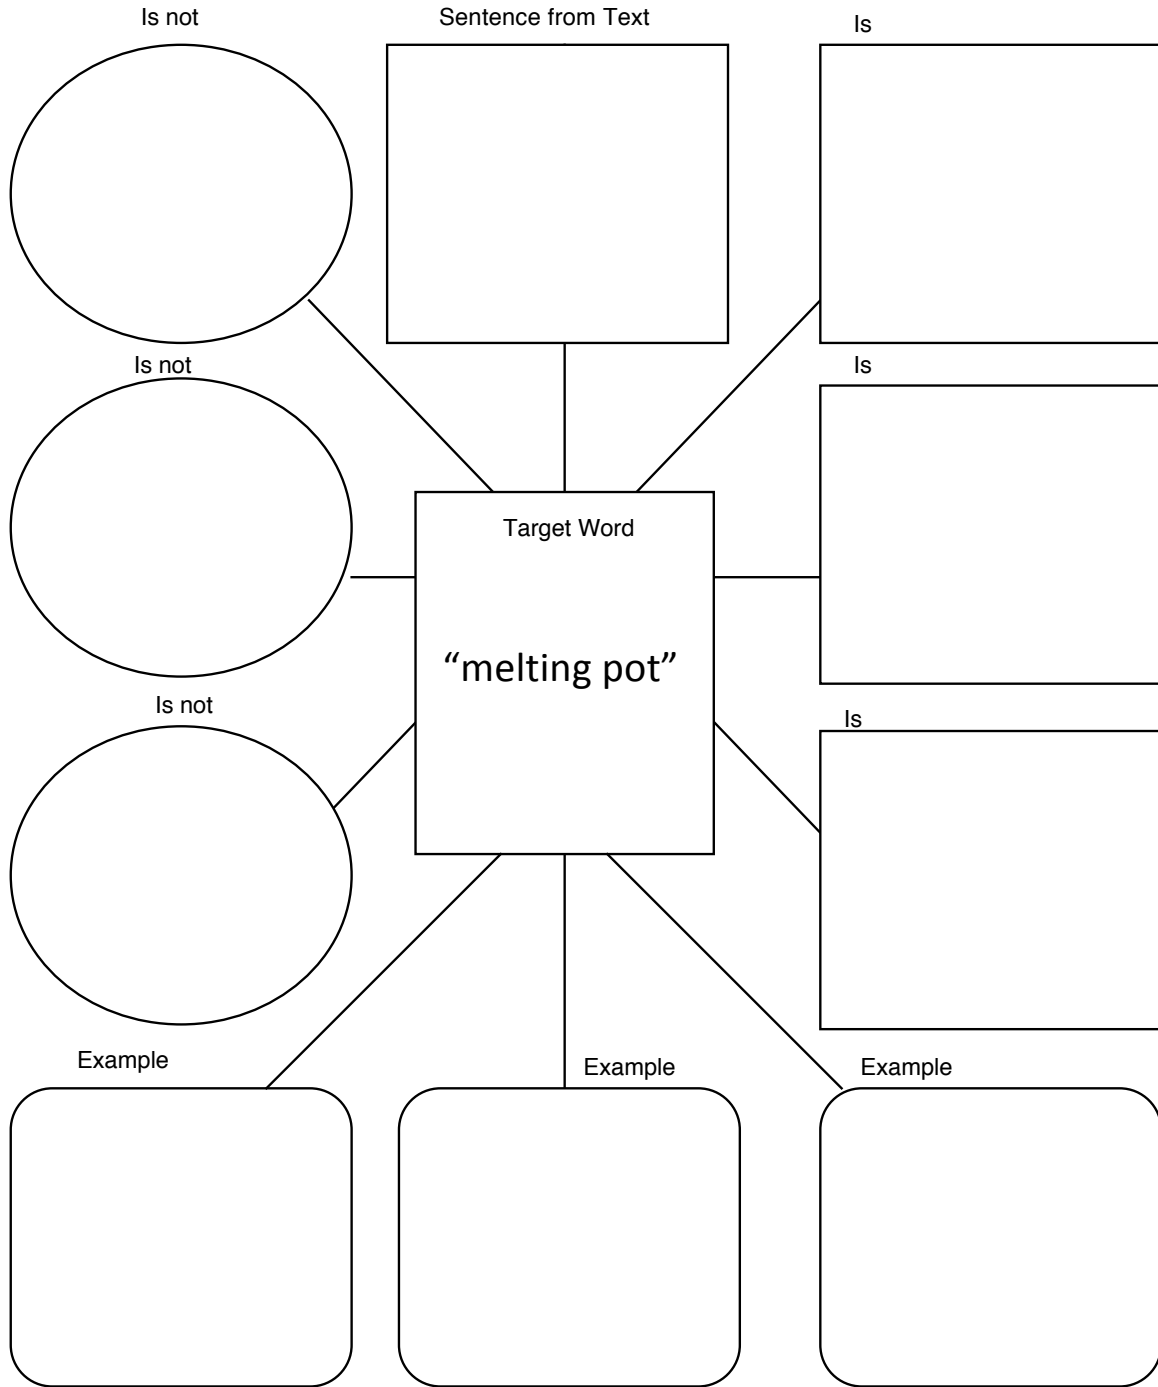 Is not
Sentence from Text
Is
Is not
Is
Target Word
“melting pot”
Is not
Is
Example
Example
Example